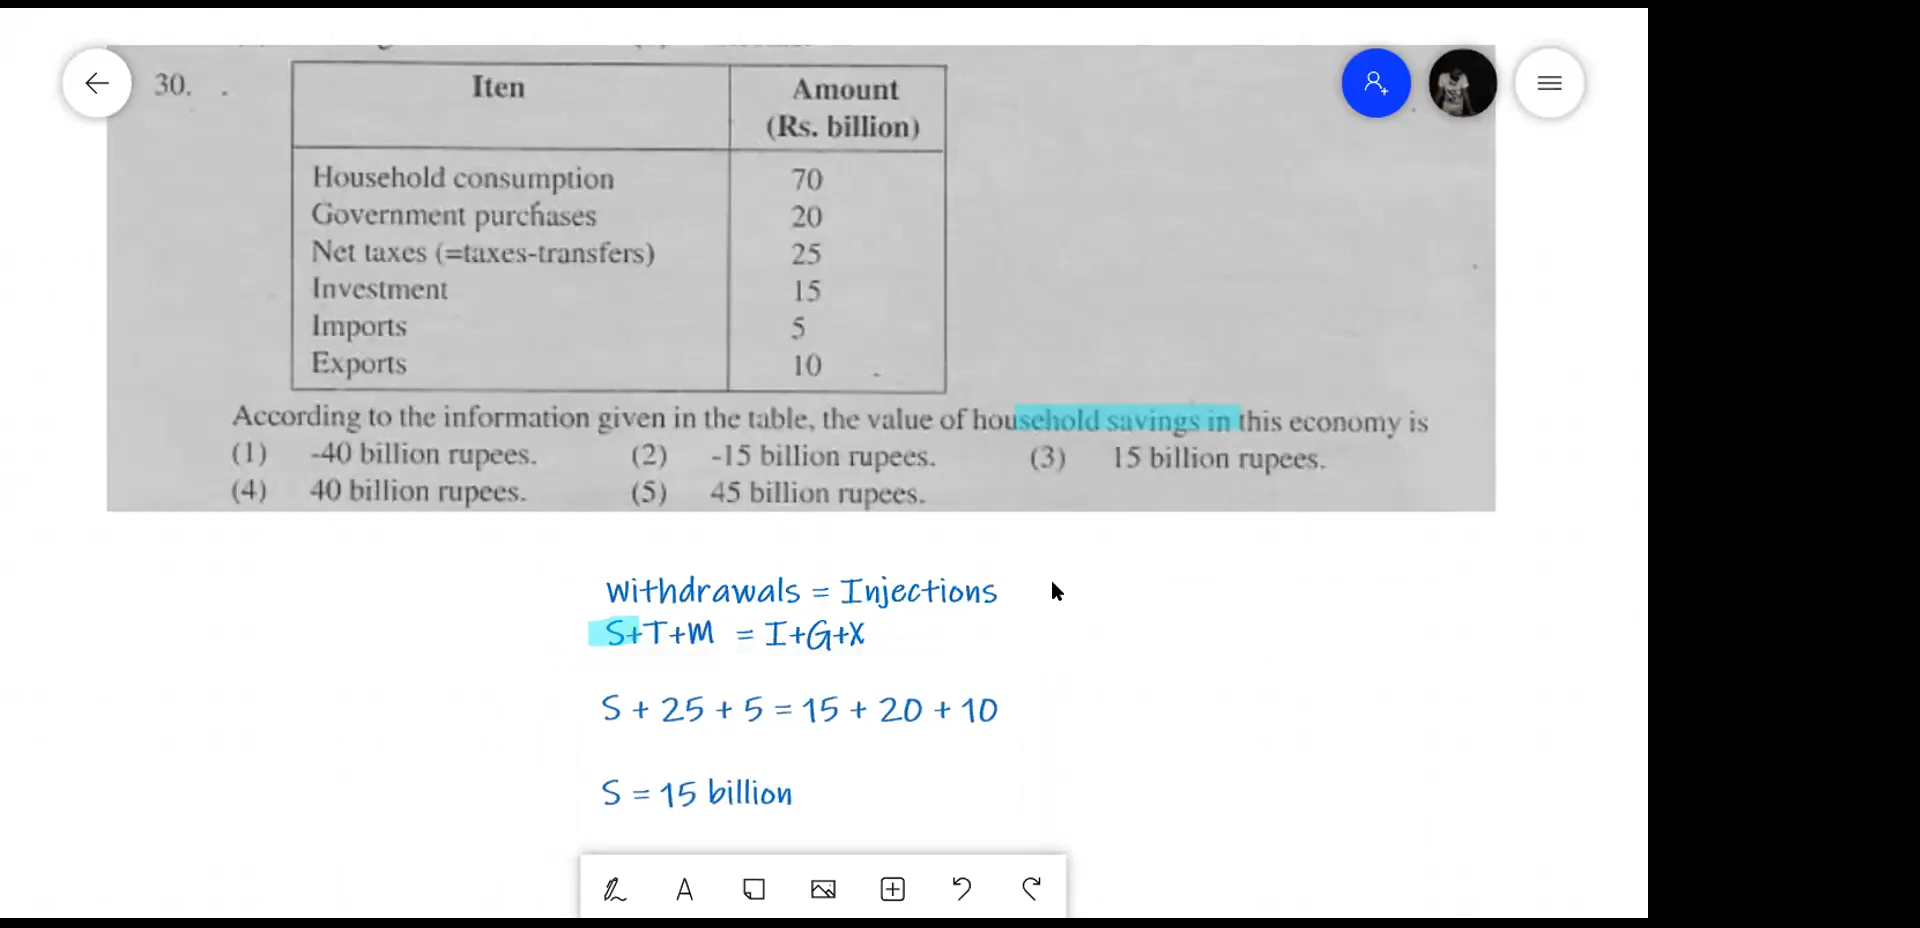 30. .
Iten Amount
(Rs. billion)
Household consumption 70
Government purchases 20
Net taxes (=taxes-transfers) 25
Investment 15
Imports 5
Exports 10
According to the information given in the table, the value of household savings in this economy is
(1) -40 billion rupees. (2) -15 billion rupees. (3) 15 billion rupees.
(4) 40 billion rupees. (5) 45 billion rupees.
Withdrawals = Injections
S+T+M = I+G+X
S + 25 + 5 = 15 + 20 + 10
S = 15 billion
A